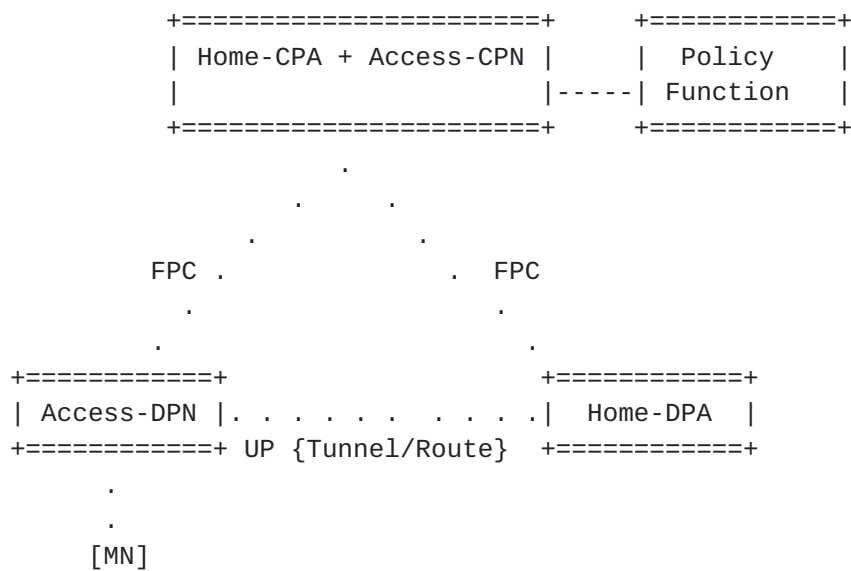 Home-CPA + Access-CPN
Policy
Function
FPC
FPC
Access-DPN
Home-DPA
UP {Tunnel/Route}
[MN]